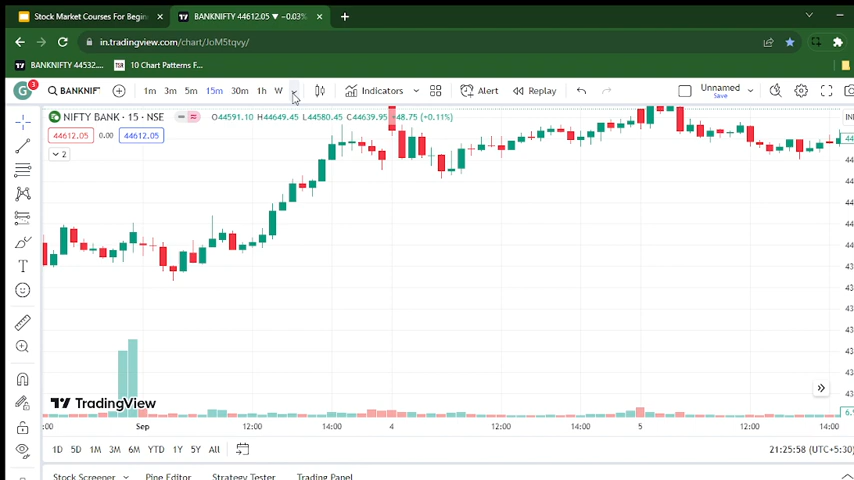 Stock Market Courses For Begin
BANKNIFTY 44612.05 ▼ −0.03%
in.tradingview.com/chart/JoM5tqvy/
BANKNIFTY 44532... TSR 10 Chart Patterns F...
G 3 BANKNIF 1m 3m 5m 15m 30m 1h W Indicators Alert Replay Unnamed
Save
NIFTY BANK · 15 · NSE O44591.10 H44649.45 L44580.45 C44639.95 +48.75 (+0.11%)
44612.05 0.00 44612.05
2
TradingView
:00 Sep 12:00 14:00 4 12:00 14:00 5 12:00 14:00
1D 5D 1M 3M 6M YTD 1Y 5Y All 21:25:58 (UTC+5:30)
Stock Screener Pine Editor Strategy Tester Trading Panel